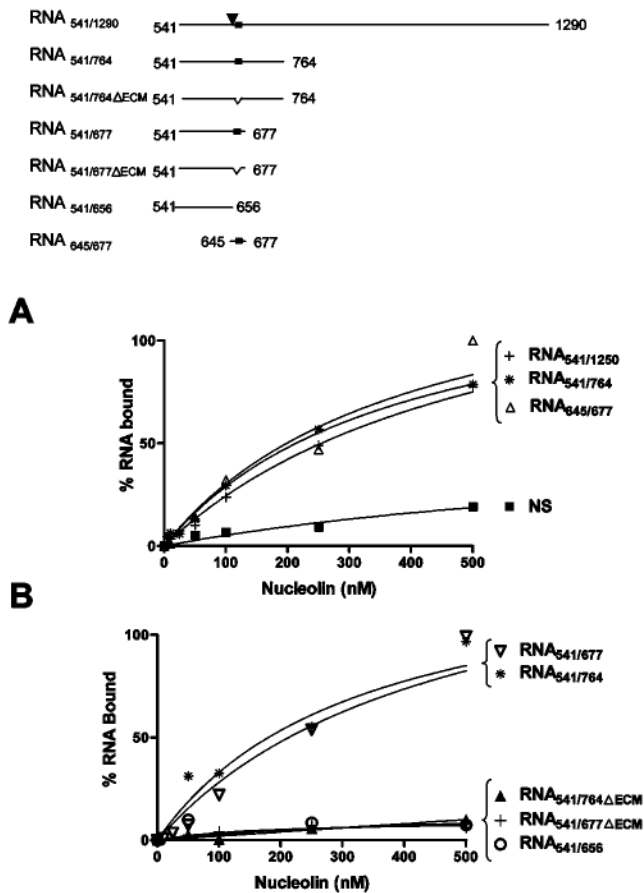 RNA 541/1290 541 1290
RNA 541/764 541 764
RNA 541/764ΔECM 541 764
RNA 541/677 541 677
RNA 541/677ΔECM 541 677
RNA 541/656 541 656
RNA 645/677 645 677
A
100
50
0
% RNA bound
0 100 200 300 400 500
Nucleolin (nM)
RNA541/1250
RNA541/764
RNA645/677
NS
B
100
50
0
% RNA Bound
0 100 200 300 400 500
Nucleolin (nM)
RNA541/677
RNA541/764
RNA541/764ΔECM
RNA541/677ΔECM
RNA541/656